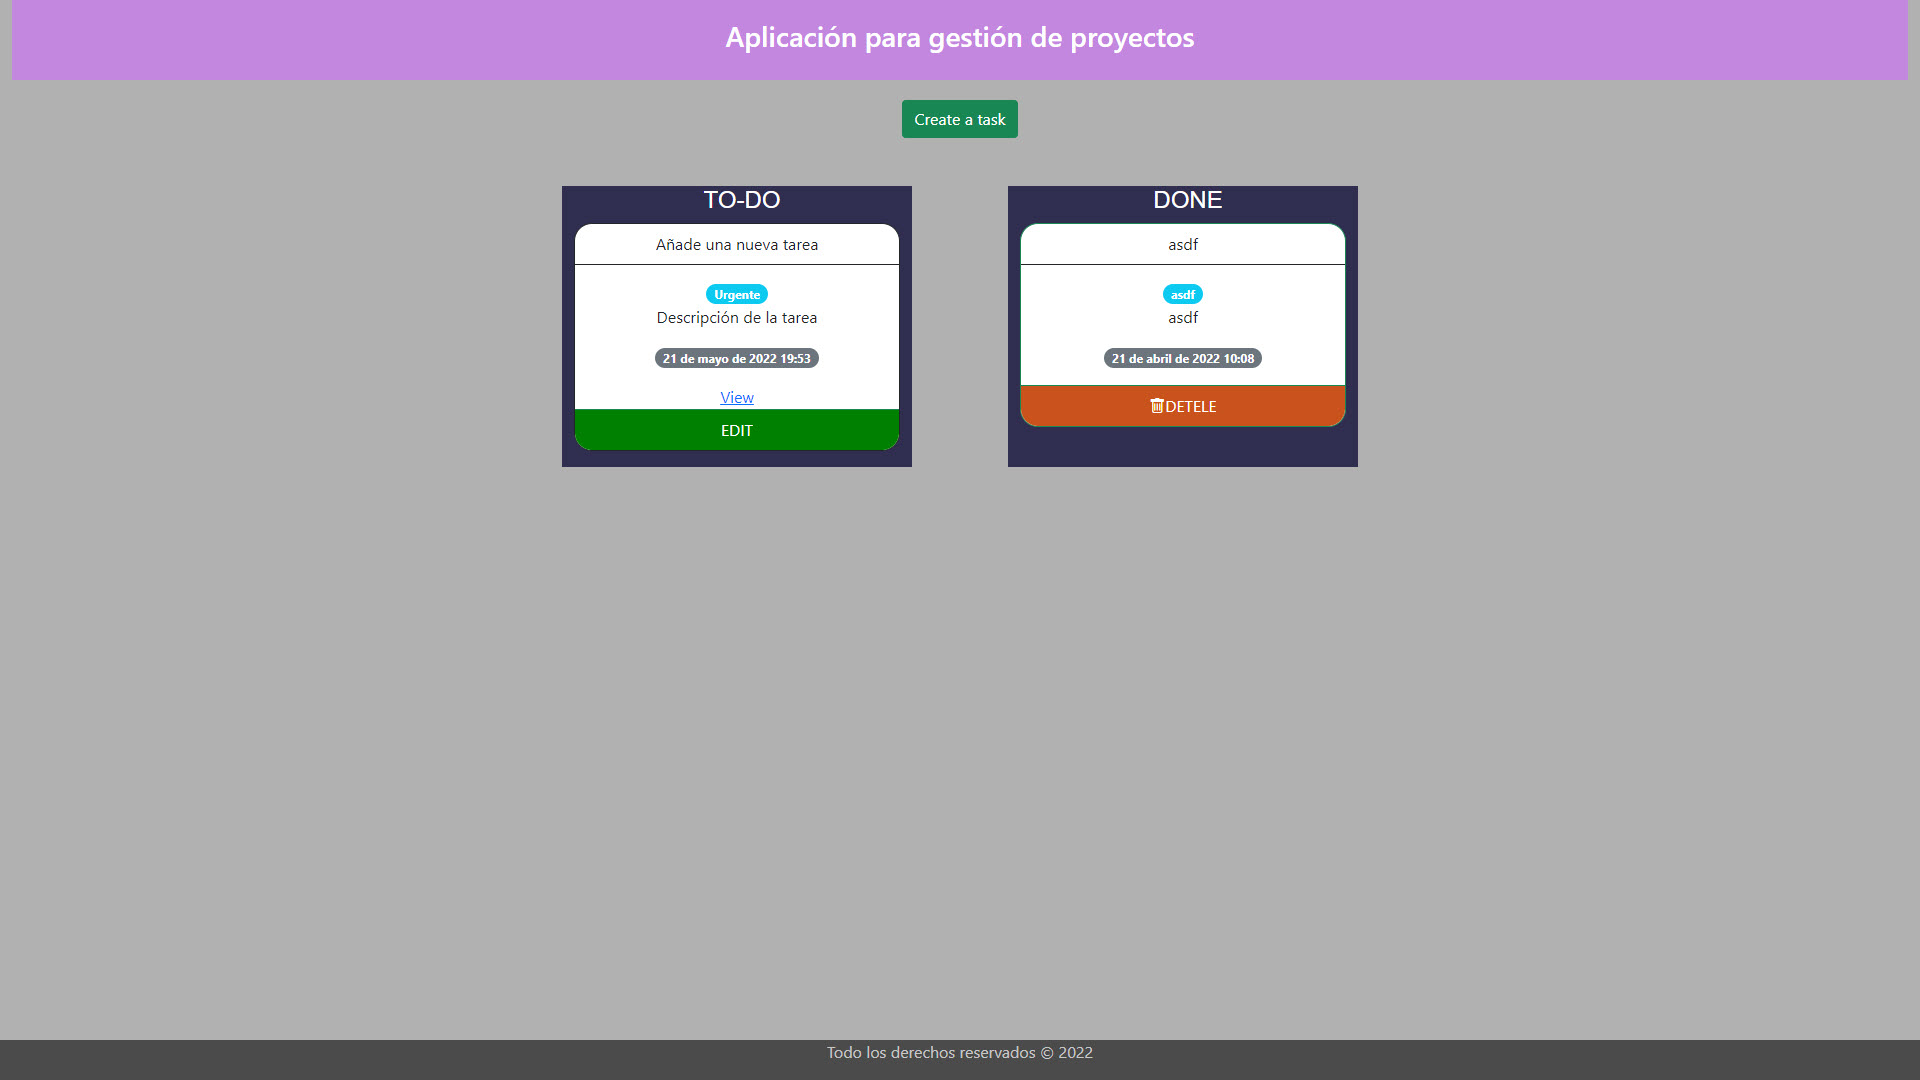 Aplicación para gestión de proyectos
Create a task
TO-DO
Añade una nueva tarea
Urgente
Descripción de la tarea
21 de mayo de 2022 19:53
View
EDIT
DONE
asdf
asdf
asdf
21 de abril de 2022 10:08
DETELE
Todo los derechos reservados © 2022